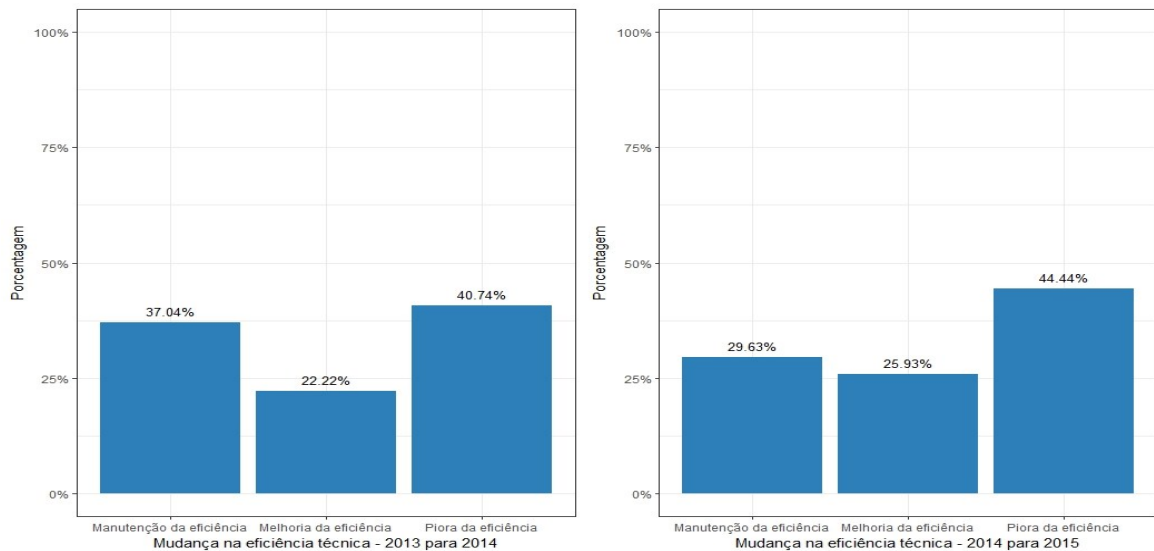 100%
75%
50%
25%
0%
Porcentagem
37.04%
22.22%
40.74%
Manutenção da eficiência
Melhoria da eficiência
Piora da eficiência
Mudança na eficiência técnica - 2013 para 2014
100%
75%
50%
25%
0%
Porcentagem
29.63%
25.93%
44.44%
Manutenção da eficiência
Melhoria da eficiência
Piora da eficiência
Mudança na eficiência técnica - 2014 para 2015